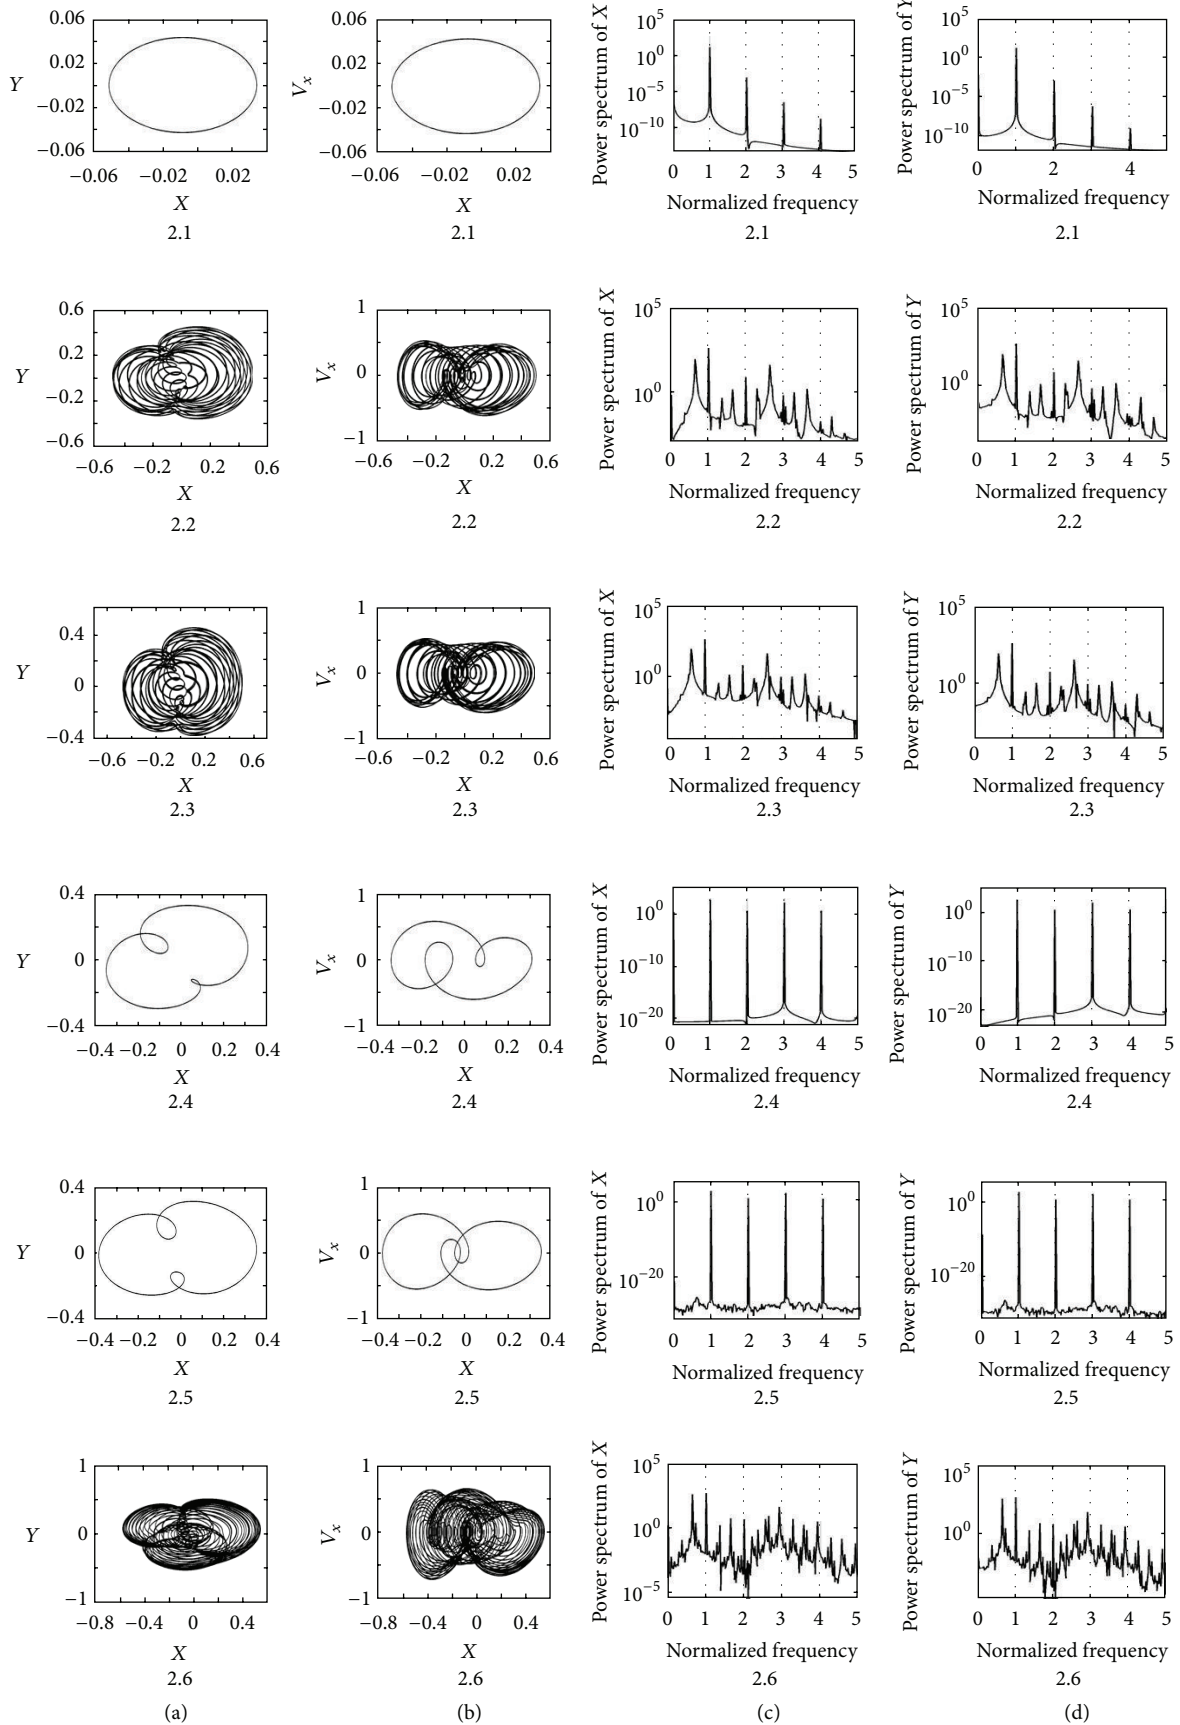 0.06
0.02
−0.02
−0.06
Y
−0.06 −0.02 0.02
X
2.1
0.06
0.02
−0.02
−0.06
V_x
−0.06 −0.02 0.02
X
2.1
Power spectrum of X
10^5
10^0
10^−5
10^−10
0 1 2 3 4 5
Normalized frequency
2.1
Power spectrum of Y
10^5
10^0
10^−5
10^−10
0 2 4
Normalized frequency
2.1
0.6
0.2
−0.2
−0.6
Y
−0.6 −0.2 0.2 0.6
X
2.2
1
0
−1
V_x
−0.6 −0.2 0.2 0.6
X
2.2
Power spectrum of X
10^5
10^0
0 1 2 3 4 5
Normalized frequency
2.2
Power spectrum of Y
10^5
10^0
0 1 2 3 4 5
Normalized frequency
2.2
0.4
0
−0.4
Y
−0.6 −0.2 0.2 0.6
X
2.3
1
0
−1
V_x
−0.6 −0.2 0.2 0.6
X
2.3
Power spectrum of X
10^5
10^0
0 1 2 3 4 5
Normalized frequency
2.3
Power spectrum of Y
10^5
10^0
0 1 2 3 4 5
Normalized frequency
2.3
0.4
0
−0.4
Y
−0.4 −0.2 0 0.2 0.4
X
2.4
1
0
−1
V_x
−0.4 −0.2 0 0.2 0.4
X
2.4
Power spectrum of X
10^0
10^−10
10^−20
0 1 2 3 4 5
Normalized frequency
2.4
Power spectrum of Y
10^0
10^−10
10^−20
0 1 2 3 4 5
Normalized frequency
2.4
0.4
0
−0.4
Y
−0.4 −0.2 0 0.2 0.4
X
2.5
1
0
−1
V_x
−0.4 −0.2 0 0.2 0.4
X
2.5
Power spectrum of X
10^0
10^−20
0 1 2 3 4 5
Normalized frequency
2.5
Power spectrum of Y
10^0
10^−20
0 1 2 3 4 5
Normalized frequency
2.5
1
0
−1
Y
−0.8 −0.4 0 0.4
X
2.6
1
0
−1
V_x
−0.8 −0.4 0 0.4
X
2.6
Power spectrum of X
10^5
10^0
10^−5
0 1 2 3 4 5
Normalized frequency
2.6
Power spectrum of Y
10^5
10^0
0 1 2 3 4 5
Normalized frequency
2.6
(a) (b) (c) (d)